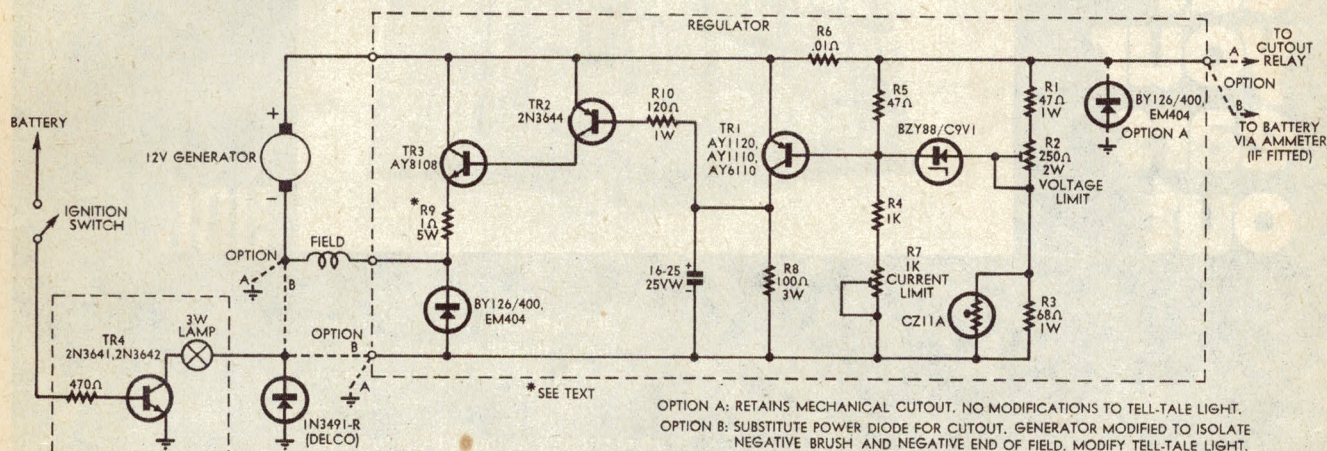 REGULATOR
R6
.01Ω
TO
CUTOUT
RELAY
A
OPTION
B
TO BATTERY
VIA AMMETER
(IF FITTED)
BATTERY
12V GENERATOR
+
−
TR3
AY8108
TR2
2N3644
R10
120Ω
1W
TR1
AY1120,
AY1110,
AY6110
R5
47Ω
BZY88/C9V1
R1
47Ω
1W
R2
250Ω
2W
VOLTAGE
LIMIT
BY126/400,
EM404
OPTION A
IGNITION
SWITCH
OPTION
A
B
FIELD
*
R9
1Ω
5W
BY126/400,
EM404
16-25
25VW
+
−
R8
100Ω
3W
R4
1K
R7
1K
CURRENT
LIMIT
CZ11A
R3
68Ω
1W
TR4
2N3641,2N3642
3W
LAMP
470Ω
OPTION
B
A
1N3491-R
(DELCO)
*SEE TEXT
OPTION A: RETAINS MECHANICAL CUTOUT. NO MODIFICATIONS TO TELL-TALE LIGHT.
OPTION B: SUBSTITUTE POWER DIODE FOR CUTOUT. GENERATOR MODIFIED TO ISOLATE
NEGATIVE BRUSH AND NEGATIVE END OF FIELD. MODIFY TELL-TALE LIGHT.